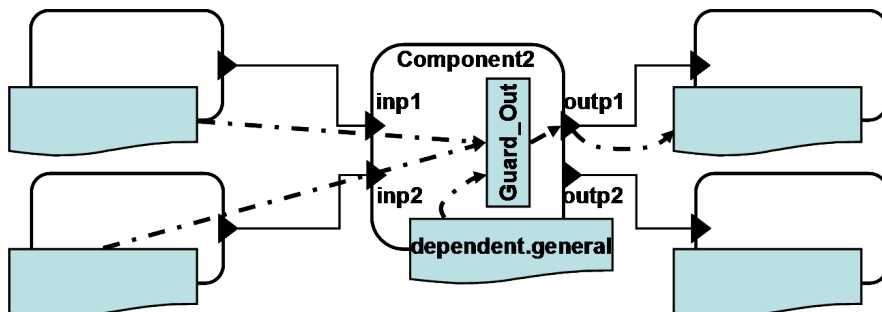 Component2
inp1
Guard_Out
outp1
inp2
outp2
dependent.general